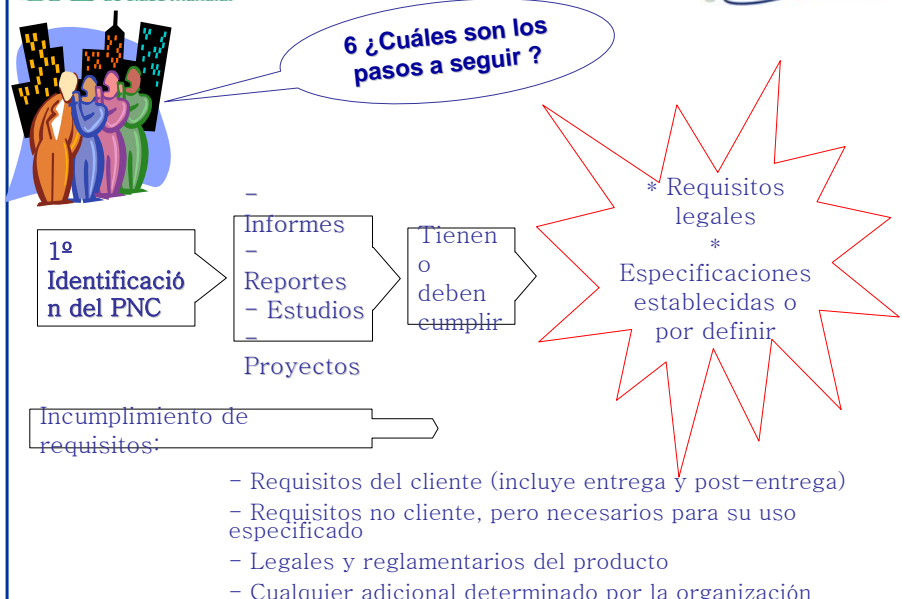 6 ¿Cuáles son los
pasos a seguir ?
1º
Identificació
n del PNC
-
Informes
-
Reportes
- Estudios
-
Proyectos
Tienen
o
deben
cumplir
* Requisitos
legales
*
Especificaciones
establecidas o
por definir
Incumplimiento de
requisitos:
- Requisitos del cliente (incluye entrega y post-entrega)
- Requisitos no cliente, pero necesarios para su uso
especificado
- Legales y reglamentarios del producto
- Cualquier adicional determinado por la organización